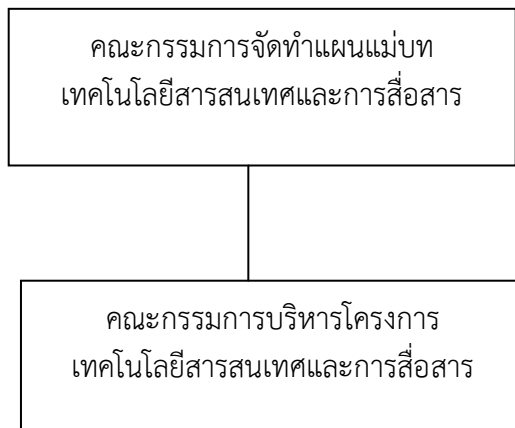 คณะกรรมการจัดทำแผนแม่บท
เทคโนโลยีสารสนเทศและการสื่อสาร
คณะกรรมการบริหารโครงการ
เทคโนโลยีสารสนเทศและการสื่อสาร